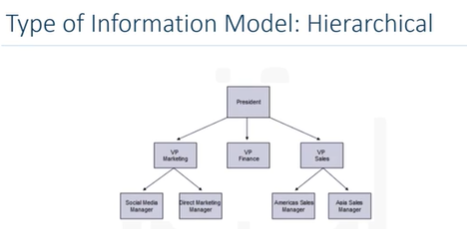 Type of Information Model: Hierarchical
President
VP
Marketing
VP
Finance
VP
Sales
Social Media
Manager
Direct Marketing
Manager
Americas Sales
Manager
Asia Sales
Manager